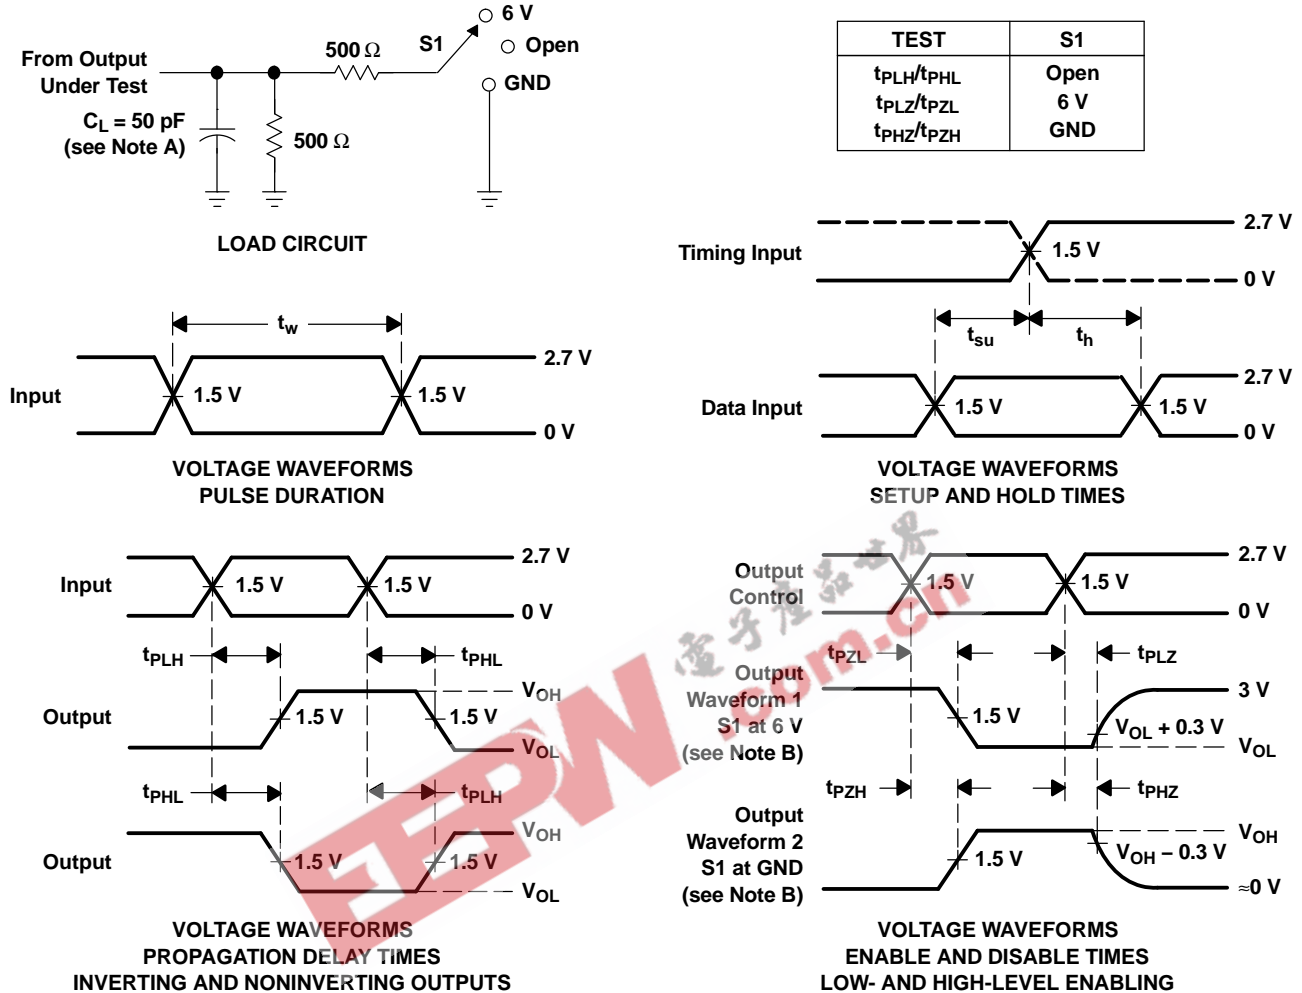 6 V
S1
Open
500 Ω
GND
From Output
Under Test
CL = 50 pF
(see Note A)
500 Ω
LOAD CIRCUIT
TEST S1
tPLH/tPHL Open
tPLZ/tPZL 6 V
tPHZ/tPZH GND
Timing Input
2.7 V
1.5 V
0 V
tsu
th
Data Input
2.7 V
1.5 V
1.5 V
0 V
VOLTAGE WAVEFORMS
SETUP AND HOLD TIMES
tw
Input
2.7 V
1.5 V
1.5 V
0 V
VOLTAGE WAVEFORMS
PULSE DURATION
Input
2.7 V
1.5 V
1.5 V
0 V
tPLH
tPHL
Output
VOH
1.5 V
1.5 V
VOL
tPHL
tPLH
Output
VOH
1.5 V
1.5 V
VOL
VOLTAGE WAVEFORMS
PROPAGATION DELAY TIMES
INVERTING AND NONINVERTING OUTPUTS
Output
Control
2.7 V
1.5 V
1.5 V
0 V
tPZL
tPLZ
Output
Waveform 1
S1 at 6 V
(see Note B)
3 V
1.5 V
VOL + 0.3 V
VOL
tPZH
tPHZ
Output
Waveform 2
S1 at GND
(see Note B)
VOH
1.5 V
VOH – 0.3 V
≈0 V
VOLTAGE WAVEFORMS
ENABLE AND DISABLE TIMES
LOW- AND HIGH-LEVEL ENABLING
EEPW.com.cn
電子產品世界